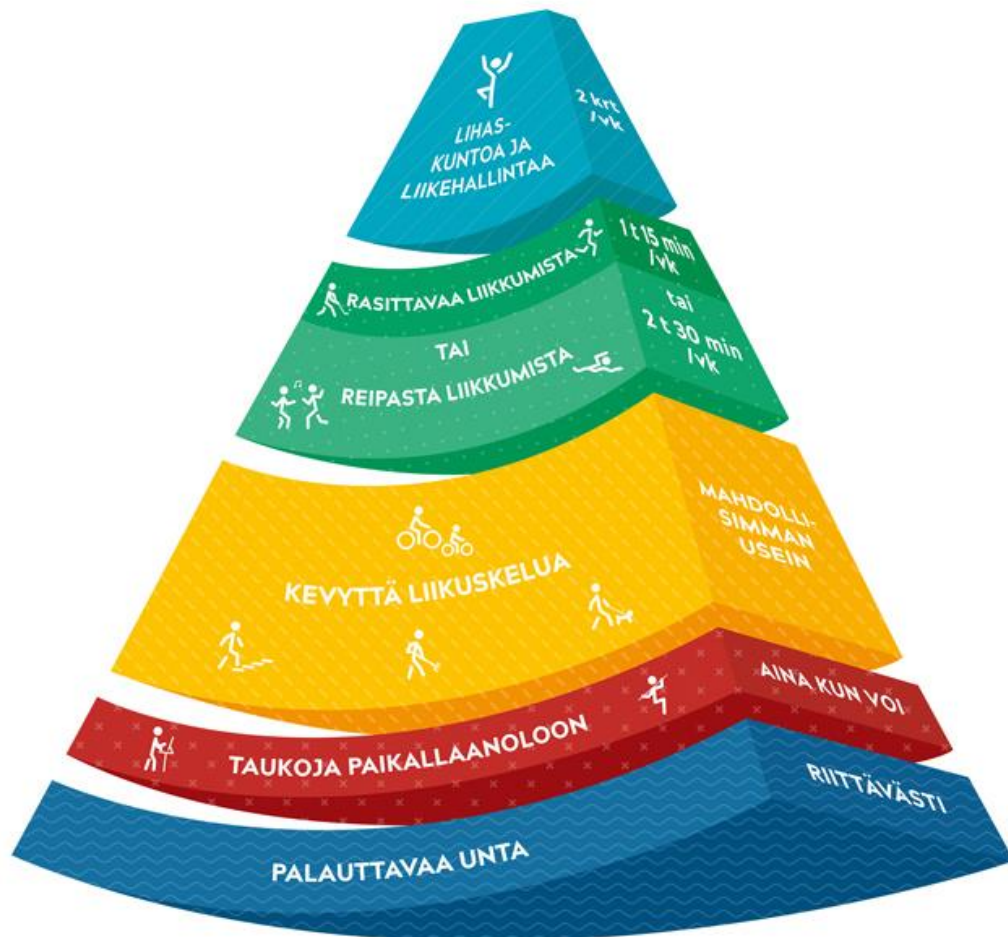 LIHAS-
KUNTOA JA
LIIKEHALLINTAA
2 krt
/vk
RASITTAVAA LIIKKUMISTA
1 t 15 min
/vk
TAI
tai
REIPASTA LIIKKUMISTA
2 t 30 min
/vk
KEVYTTÄ LIIKUSKELUA
MAHDOLLI-
SIMMAN
USEIN
TAUKOJA PAIKALLAANOLOON
AINA KUN VOI
PALAUTTAVAA UNTA
RIITTÄVÄSTI